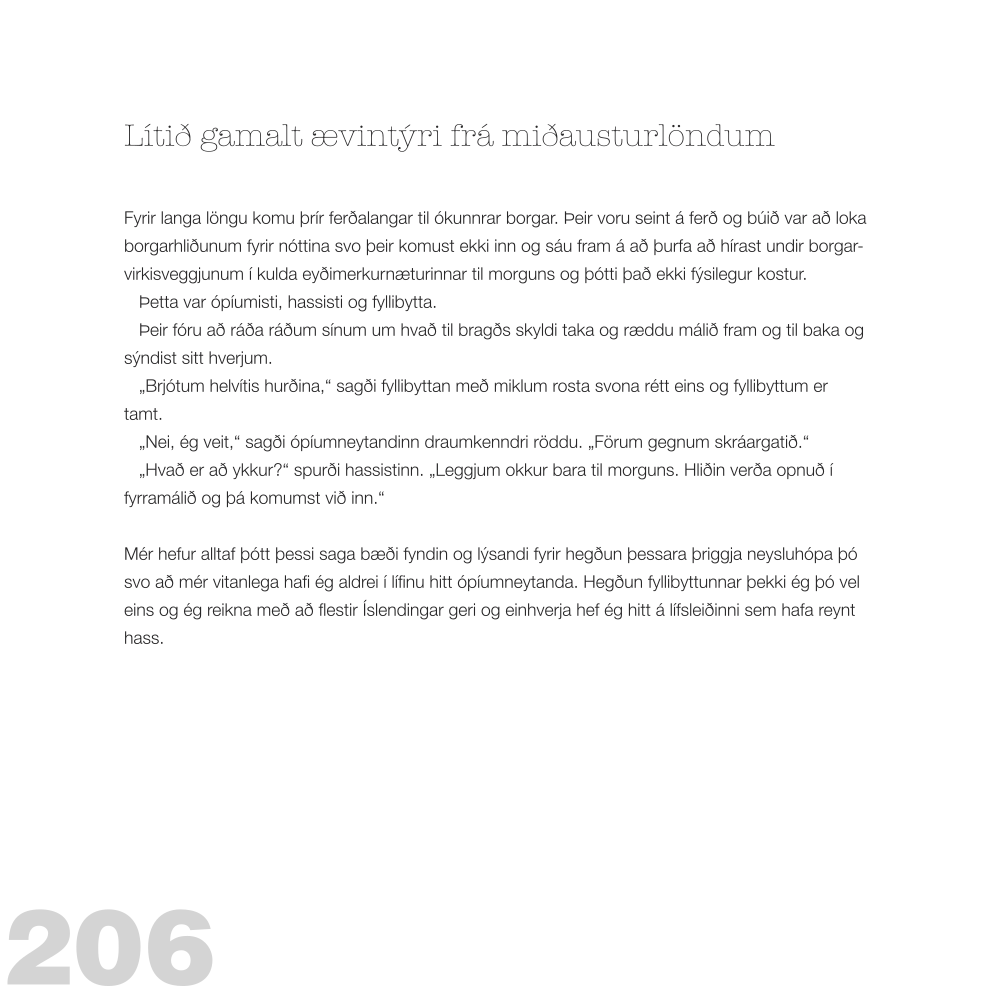 Lítið gamalt ævintýri frá miðausturlöndum
Fyrir langa löngu komu þrír ferðalangar til ókunnrar borgar. Þeir voru seint á ferð og búið var að loka
borgarhliðunum fyrir nóttina svo þeir komust ekki inn og sáu fram á að þurfa að hírast undir borgar-
virkisveggjunum í kulda eyðimerkurnæturinnar til morguns og þótti það ekki fýsilegur kostur.
Þetta var ópíumisti, hassisti og fyllibytta.
Þeir fóru að ráða ráðum sínum um hvað til bragðs skyldi taka og ræddu málið fram og til baka og
sýndist sitt hverjum.
„Brjótum helvítis hurðina,“ sagði fyllibyttan með miklum rosta svona rétt eins og fyllibyttum er
tamt.
„Nei, ég veit,“ sagði ópíumneytandinn draumkenndri röddu. „Förum gegnum skráargatið.“
„Hvað er að ykkur?“ spurði hassistinn. „Leggjum okkur bara til morguns. Hliðin verða opnuð í
fyrramálið og þá komumst við inn.“
Mér hefur alltaf þótt þessi saga bæði fyndin og lýsandi fyrir hegðun þessara þriggja neysluhópa þó
svo að mér vitanlega hafi ég aldrei í lífinu hitt ópíumneytanda. Hegðun fyllibyttunnar þekki ég þó vel
eins og ég reikna með að flestir Íslendingar geri og einhverja hef ég hitt á lífsleiðinni sem hafa reynt
hass.
206